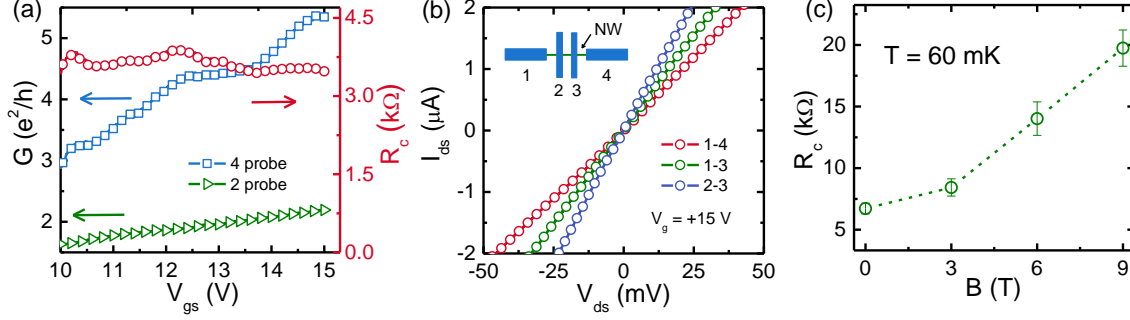 (a)
G (e²/h)
5
4
3
2
4 probe
2 probe
10 11 12 13 14 15
V_gs (V)
4.5
3.0
1.5
0.0
R_c (kΩ)
(b)
I_ds (µA)
2
1
0
-1
-2
NW
1
4
2 3
1-4
1-3
2-3
V_g = +15 V
-50 -25 0 25 50
V_ds (mV)
(c)
R_c (kΩ)
20
15
10
5
T = 60 mK
0 3 6 9
B (T)